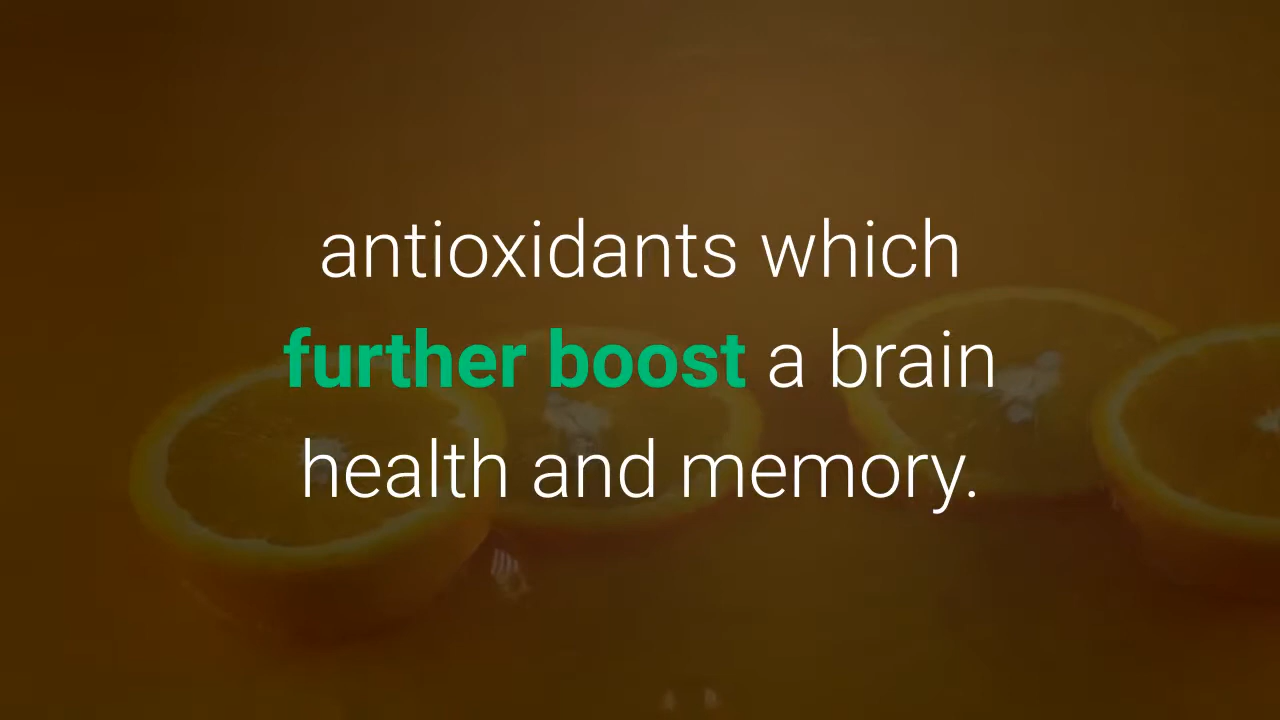 antioxidants which
further boost a brain
health and memory.